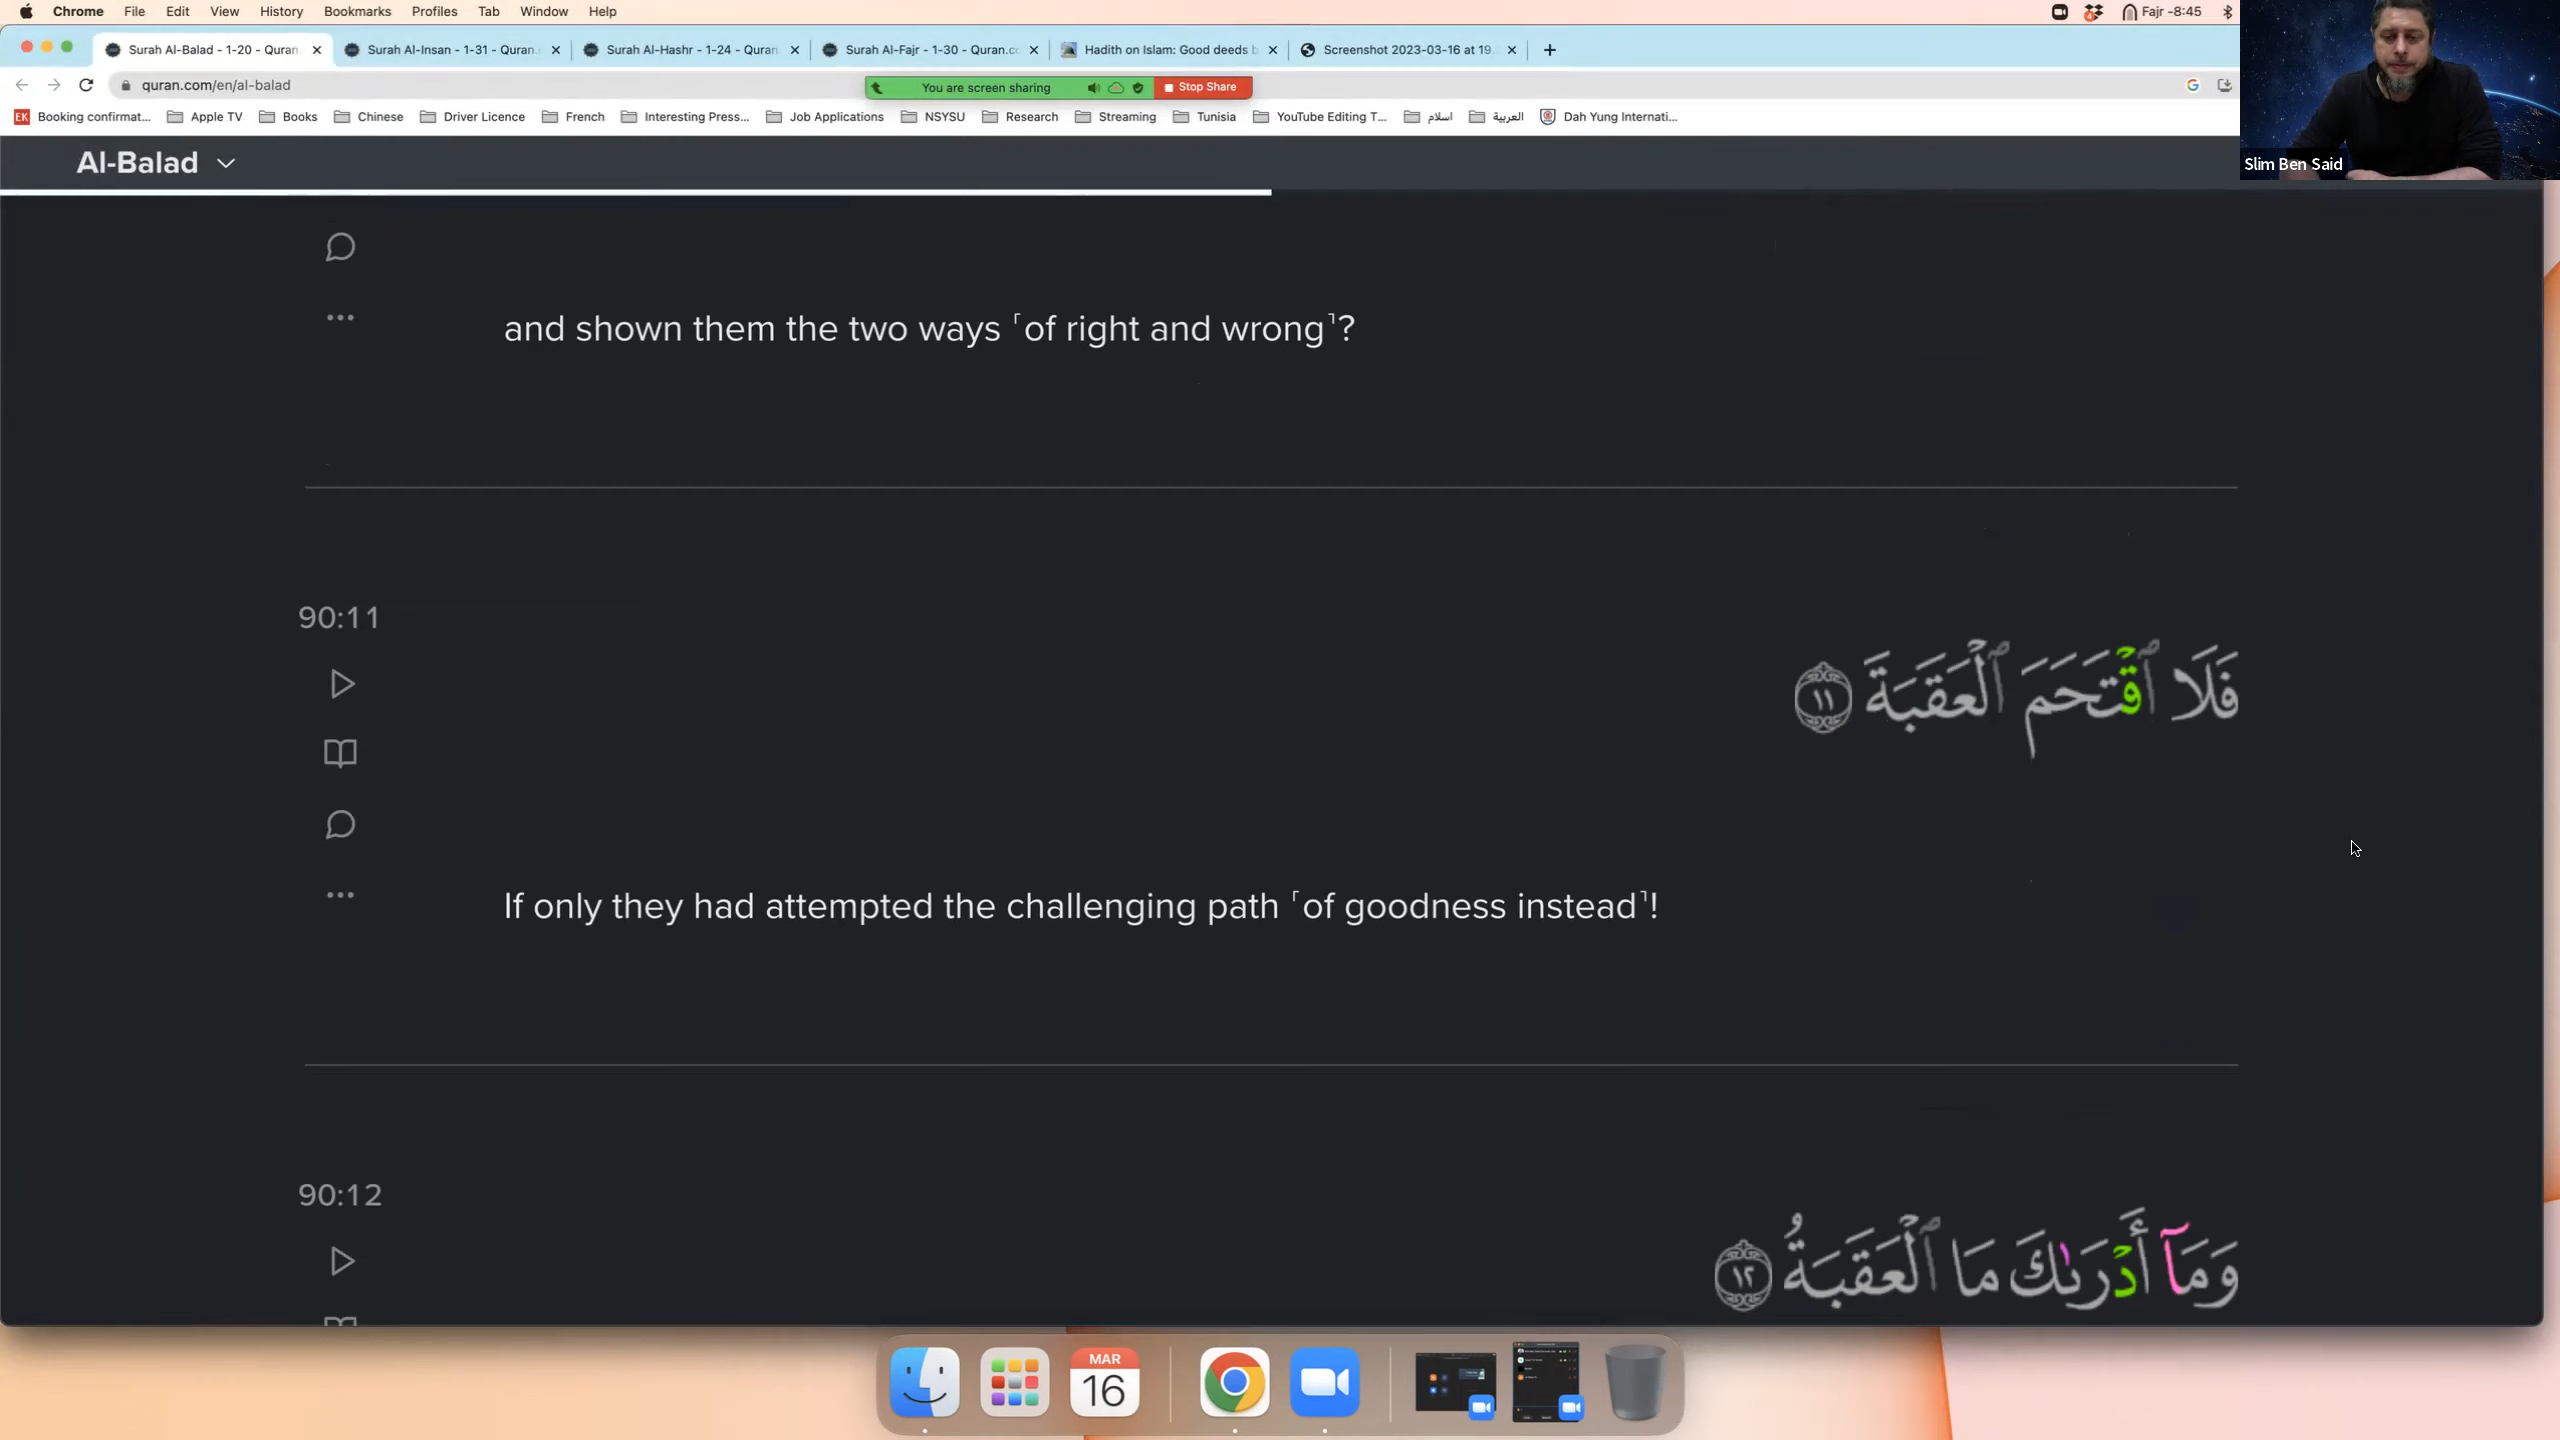 Chrome File Edit View History Bookmarks Profiles Tab Window Help Fajr -8:45
Surah Al-Balad - 1-20 - Quran. Surah Al-Insan - 1-31 - Quran. Surah Al-Hashr - 1-24 - Quran. Surah Al-Fajr - 1-30 - Quran.co Hadith on Islam: Good deeds b Screenshot 2023-03-16 at 19.
quran.com/en/al-balad
You are screen sharing Stop Share
EK Booking confirmat... Apple TV Books Chinese Driver Licence French Interesting Press... Job Applications NSYSU Research Streaming Tunisia YouTube Editing T... اسلام العربية Dah Yung Internati...
Slim Ben Said
Al-Balad
and shown them the two ways ˹of right and wrong˺?
90:11
فَلَا ٱقْتَحَمَ ٱلْعَقَبَةَ ١١
If only they had attempted the challenging path ˹of goodness instead˺!
90:12
وَمَآ أَدْرَىٰكَ مَا ٱلْعَقَبَةُ ١٢
MAR
16